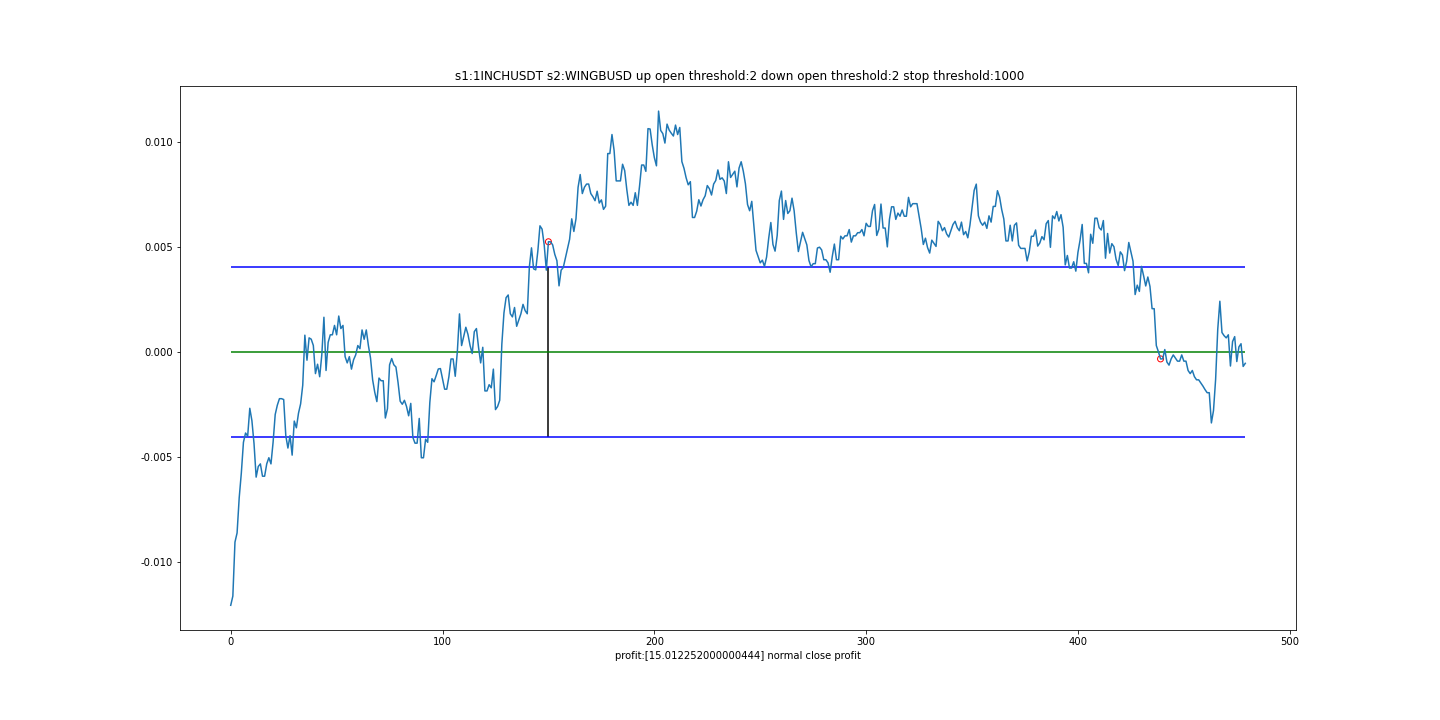 s1:1INCHUSDT s2:WINGBUSD up open threshold:2 down open threshold:2 stop threshold:1000
0.010
0.005
0.000
-0.005
-0.010
0 100 200 300 400 500
profit:[15.012252000000444] normal close profit